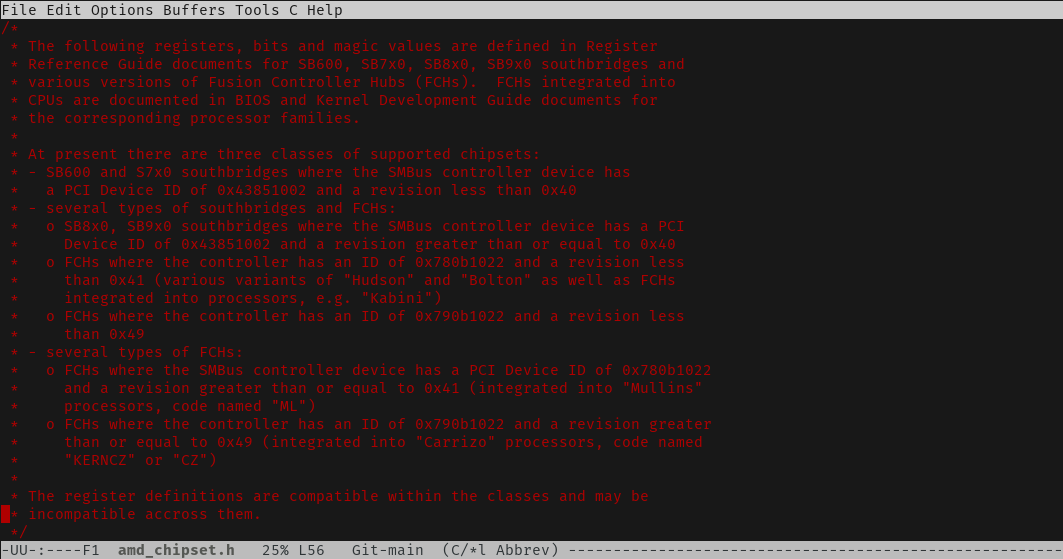 File Edit Options Buffers Tools C Help
/*
 * The following registers, bits and magic values are defined in Register
 * Reference Guide documents for SB600, SB7x0, SB8x0, SB9x0 southbridges and
 * various versions of Fusion Controller Hubs (FCHs).  FCHs integrated into
 * CPUs are documented in BIOS and Kernel Development Guide documents for
 * the corresponding processor families.
 *
 * At present there are three classes of supported chipsets:
 * - SB600 and S7x0 southbridges where the SMBus controller device has
 *   a PCI Device ID of 0x43851002 and a revision less than 0x40
 * - several types of southbridges and FCHs:
 *   o SB8x0, SB9x0 southbridges where the SMBus controller device has a PCI
 *     Device ID of 0x43851002 and a revision greater than or equal to 0x40
 *   o FCHs where the controller has an ID of 0x780b1022 and a revision less
 *     than 0x41 (various variants of "Hudson" and "Bolton" as well as FCHs
 *     integrated into processors, e.g. "Kabini")
 *   o FCHs where the controller has an ID of 0x790b1022 and a revision less
 *     than 0x49
 * - several types of FCHs:
 *   o FCHs where the SMBus controller device has a PCI Device ID of 0x780b1022
 *     and a revision greater than or equal to 0x41 (integrated into "Mullins"
 *     processors, code named "ML")
 *   o FCHs where the controller has an ID of 0x790b1022 and a revision greater
 *     than or equal to 0x49 (integrated into "Carrizo" processors, code named
 *     "KERNCZ" or "CZ")
 *
 * The register definitions are compatible within the classes and may be
 * incompatible accross them.
 */
-UU-:----F1  amd_chipset.h   25% L56   Git-main  (C/*l Abbrev) -------------------------------------------------------